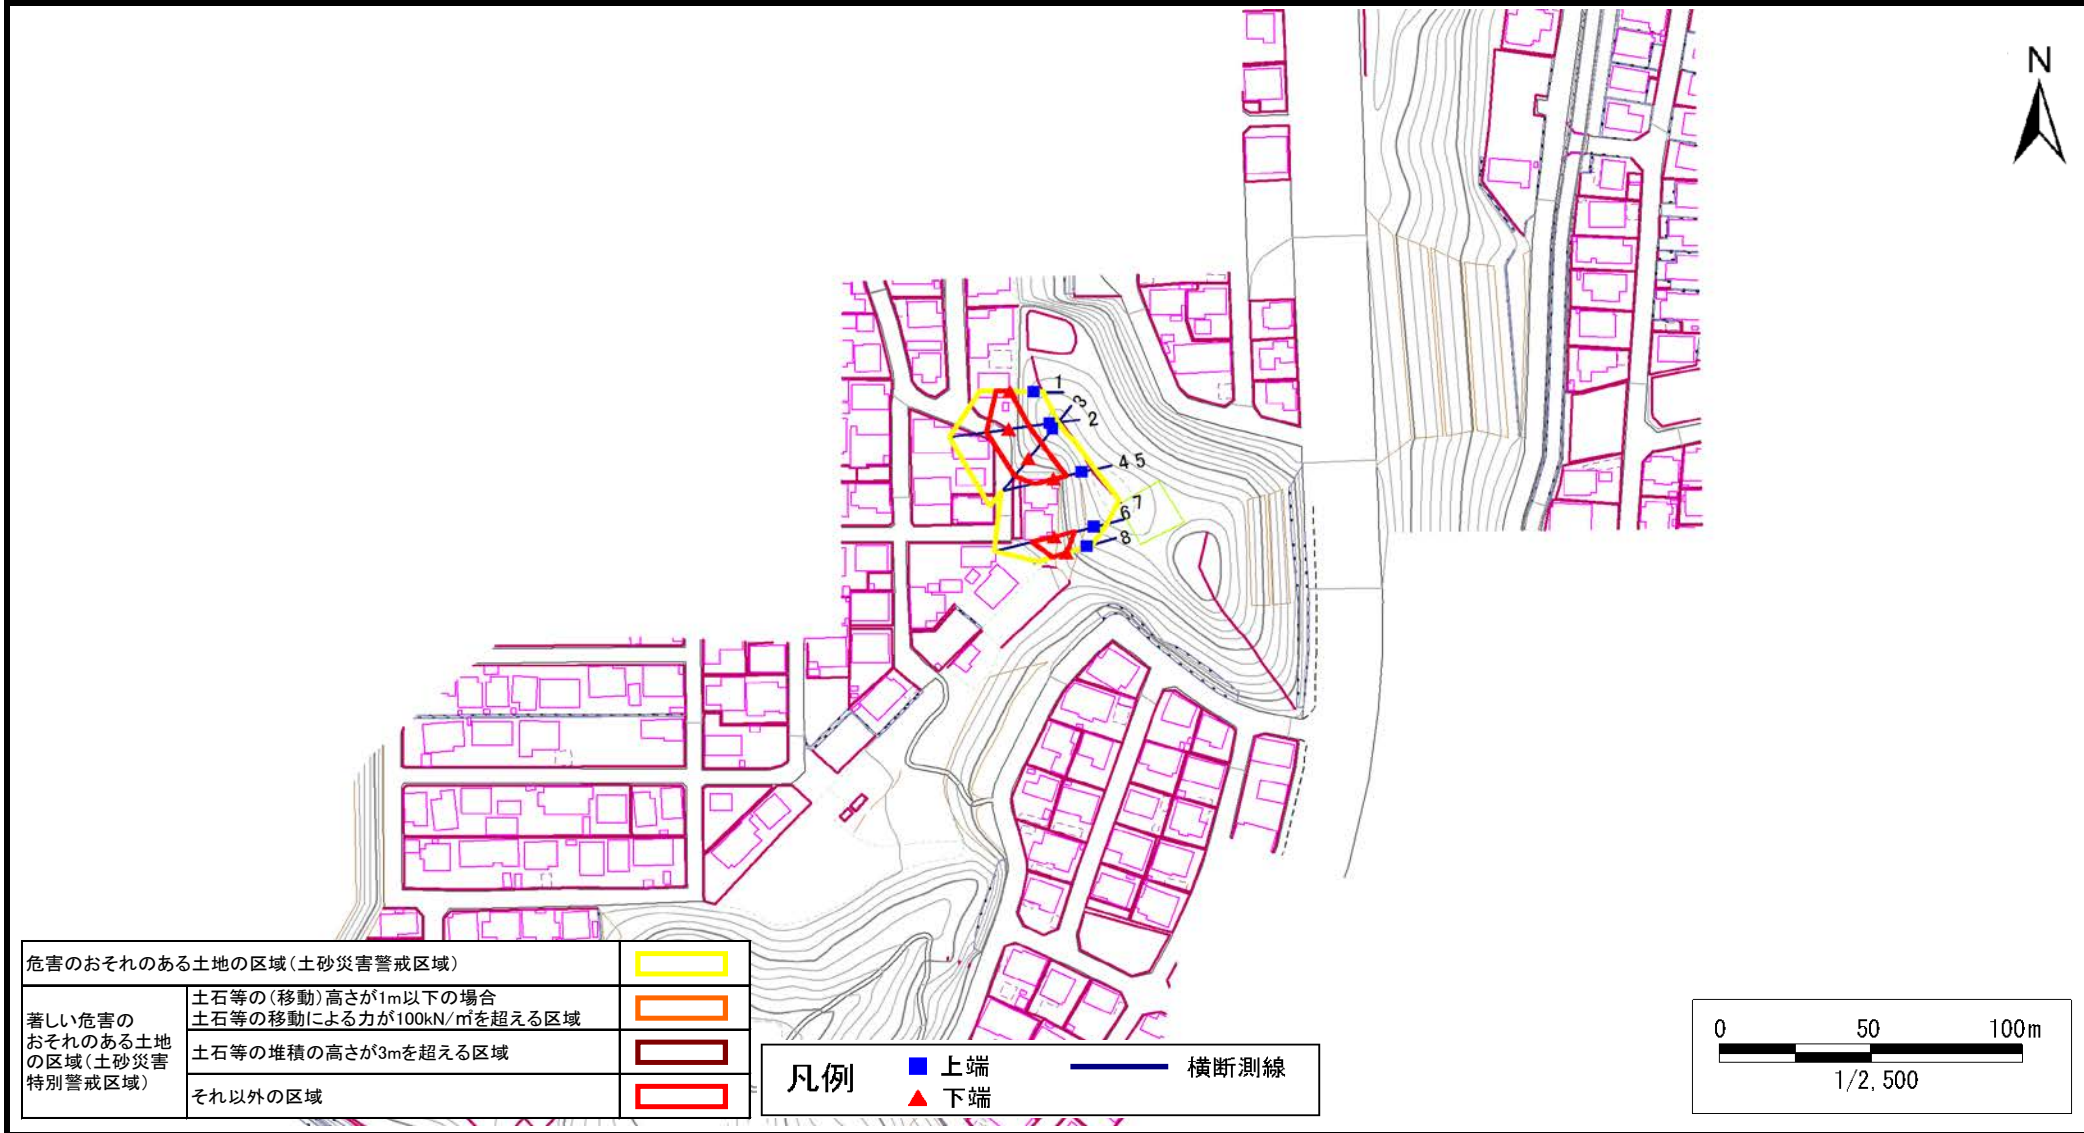 N
1
3
2
4 5
7
6
8
危害のおそれのある土地の区域(土砂災害警戒区域)
著しい危害の
おそれのある土地
の区域(土砂災害
特別警戒区域)
土石等の(移動)高さが1m以下の場合
土石等の移動による力が100kN/㎡を超える区域
土石等の堆積の高さが3mを超える区域
それ以外の区域
凡例
上端
下端
横断測線
0 50 100m
1/2,500